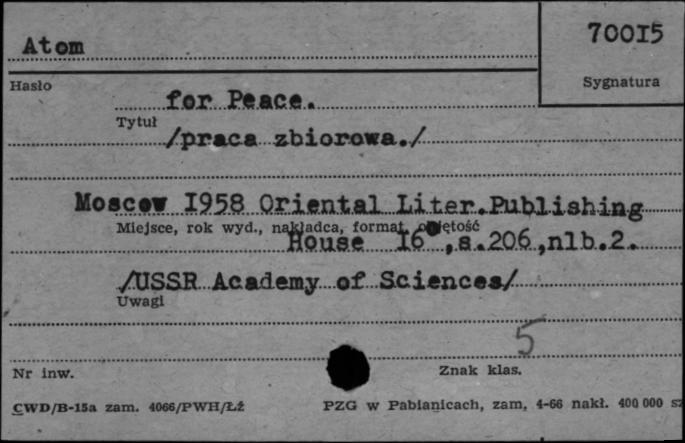 Atom
70015
Hasło
Sygnatura
for Peace.
Tytuł
/praca zbiorowa./
Moscow 1958 Oriental Liter.Publishing
Miejsce, rok wyd., nakładca, format, objętość
House 16 ,s.206,nlb.2.
/USSR Academy of Sciences/
Uwagi
5
Nr inw.
Znak klas.
CWD/B-15a zam. 4066/PWH/Łź
PZG w Pabianicach, zam, 4-66 nakł. 400 000